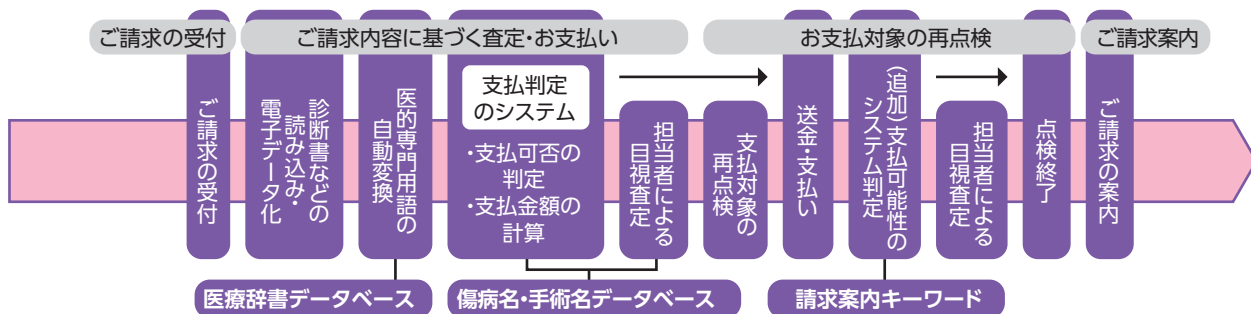 ご請求の受付
ご請求内容に基づく査定・お支払い
お支払対象の再点検
ご請求案内
ご請求の受付
診断書などの
読み込み・
電子データ化
医的専門用語の
自動変換
支払判定
のシステム
・支払可否の
判定
・支払金額の
計算
担当者による
目視査定
支払対象の
再点検
送金・支払い
(追加)支払可能性の
システム判定
担当者による
目視査定
点検終了
ご請求の案内
医療辞書データベース
傷病名・手術名データベース
請求案内キーワード